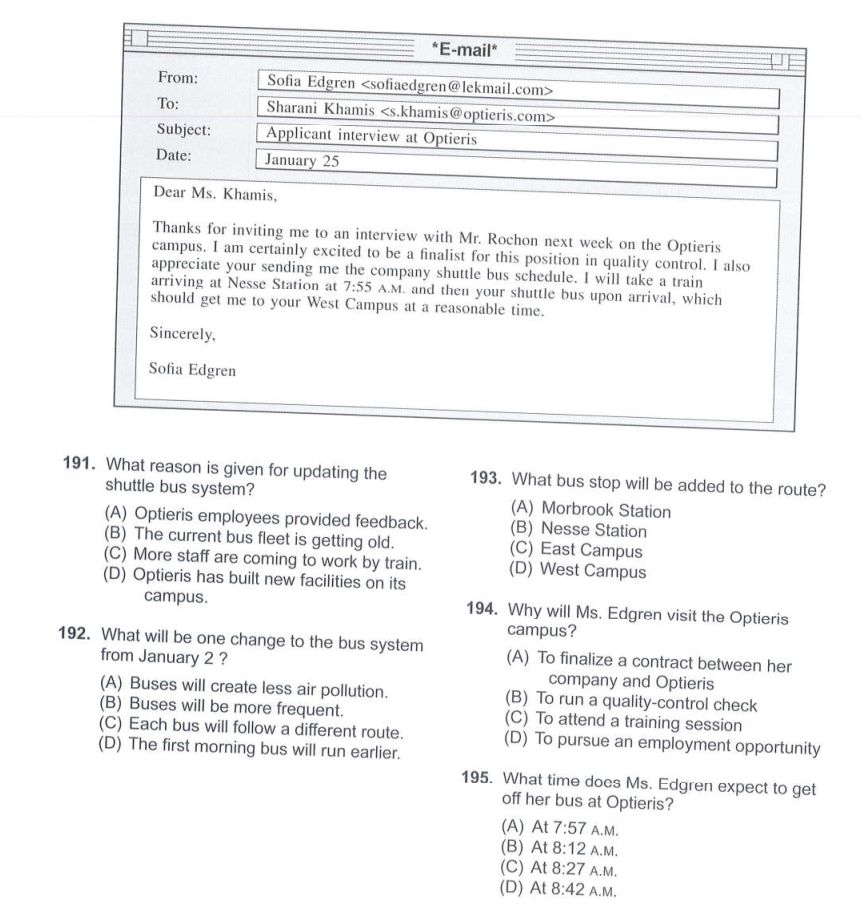 *E-mail*
From: Sofia Edgren <sofiaedgren@lekmail.com>
To: Sharani Khamis <s.khamis@optieris.com>
Subject: Applicant interview at Optieris
Date: January 25
Dear Ms. Khamis,
Thanks for inviting me to an interview with Mr. Rochon next week on the Optieris
campus. I am certainly excited to be a finalist for this position in quality control. I also
appreciate your sending me the company shuttle bus schedule. I will take a train
arriving at Nesse Station at 7:55 A.M. and then your shuttle bus upon arrival, which
should get me to your West Campus at a reasonable time.
Sincerely,
Sofia Edgren
191. What reason is given for updating the
shuttle bus system?
(A) Optieris employees provided feedback.
(B) The current bus fleet is getting old.
(C) More staff are coming to work by train.
(D) Optieris has built new facilities on its
campus.
192. What will be one change to the bus system
from January 2 ?
(A) Buses will create less air pollution.
(B) Buses will be more frequent.
(C) Each bus will follow a different route.
(D) The first morning bus will run earlier.
193. What bus stop will be added to the route?
(A) Morbrook Station
(B) Nesse Station
(C) East Campus
(D) West Campus
194. Why will Ms. Edgren visit the Optieris
campus?
(A) To finalize a contract between her
company and Optieris
(B) To run a quality-control check
(C) To attend a training session
(D) To pursue an employment opportunity
195. What time does Ms. Edgren expect to get
off her bus at Optieris?
(A) At 7:57 A.M.
(B) At 8:12 A.M.
(C) At 8:27 A.M.
(D) At 8:42 A.M.